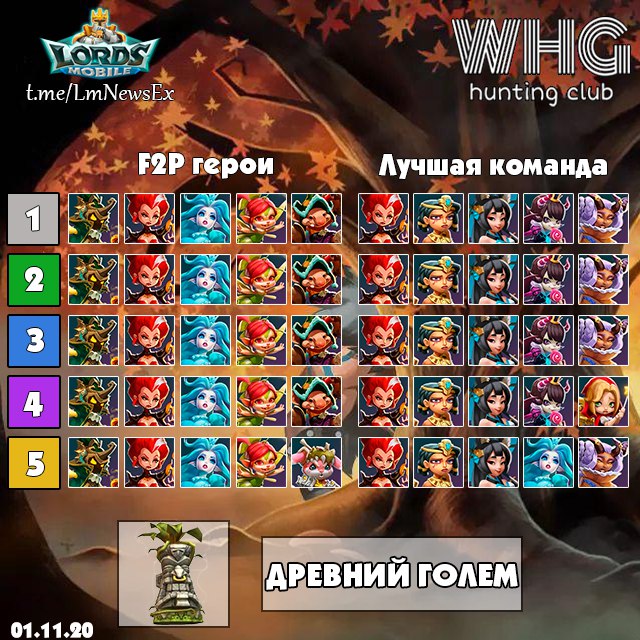 LORDS
MOBILE
t.me/LmNewsEx
WHG
hunting club
F2P герои
Лучшая команда
1
2
3
4
5
ДРЕВНИЙ ГОЛЕМ
01.11.20